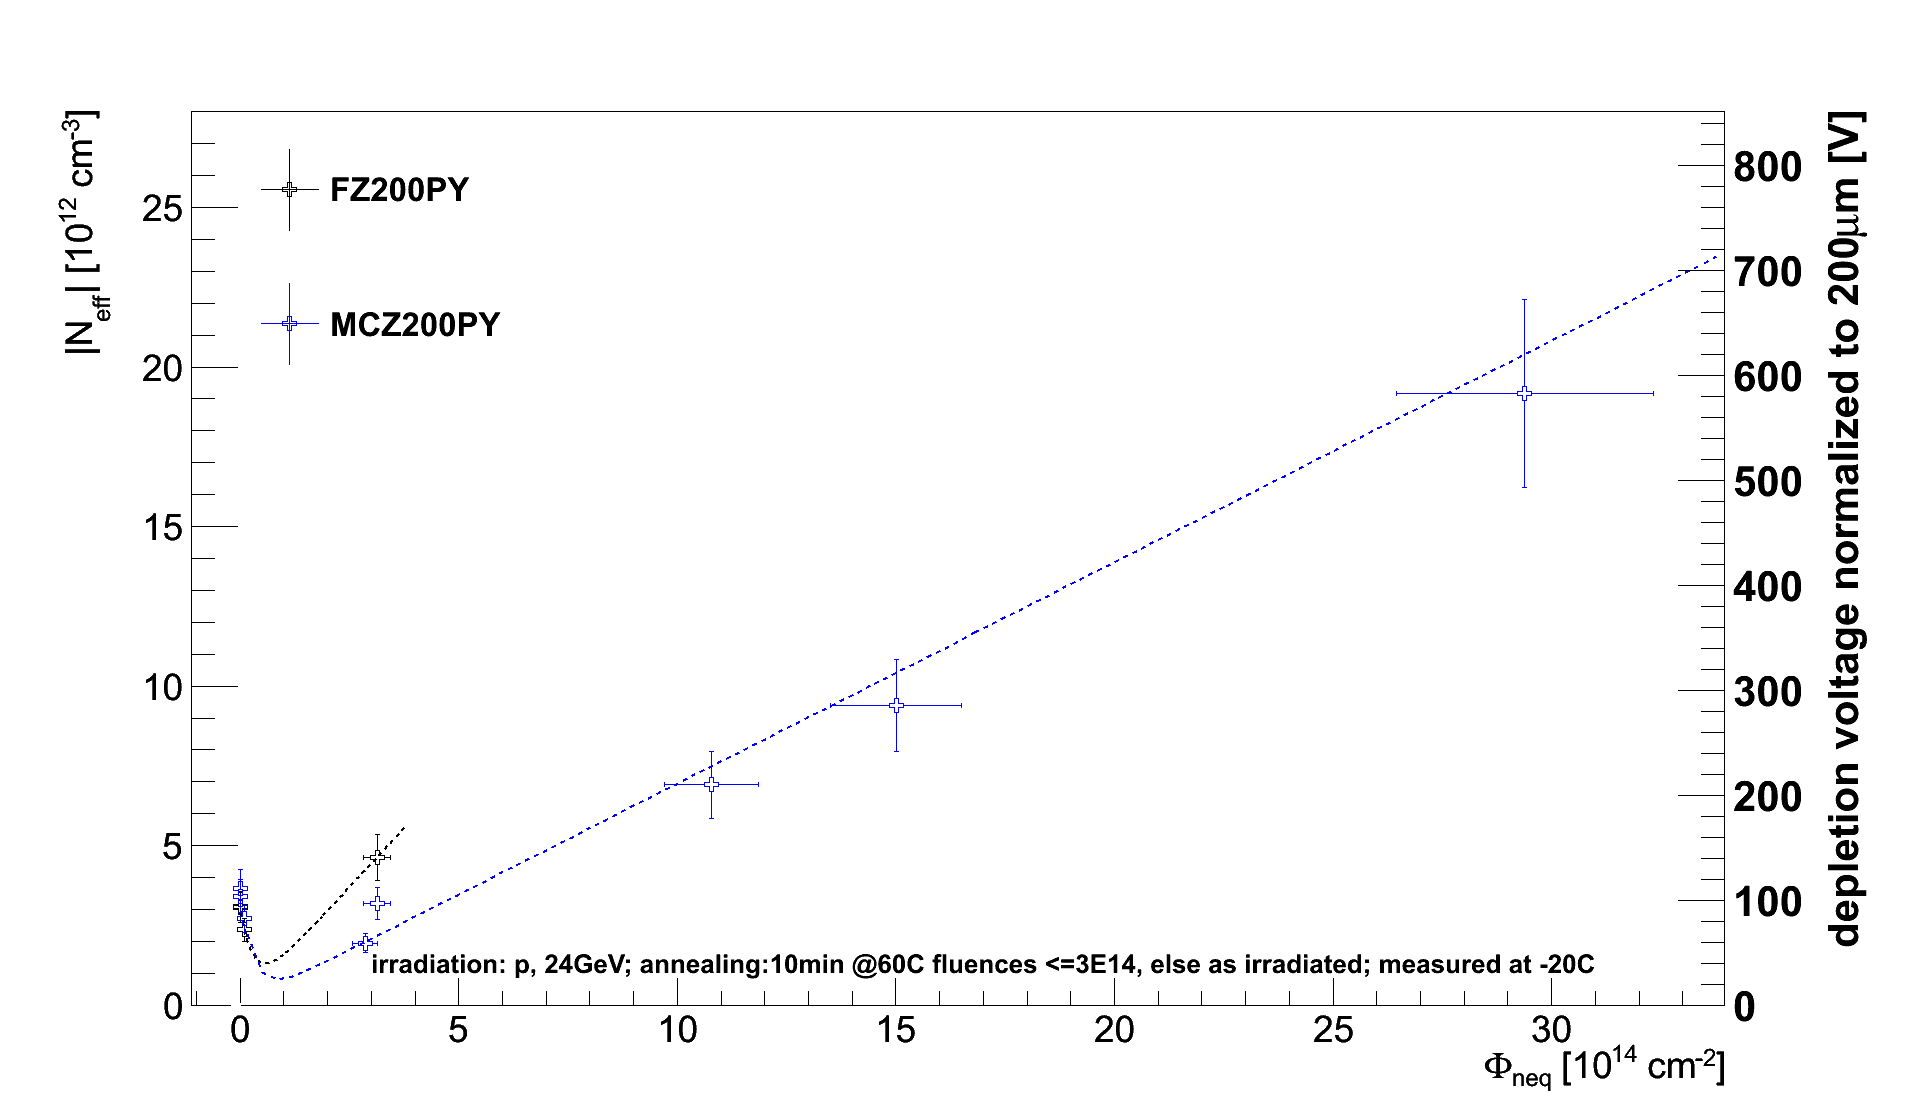 |Neff| [10^12 cm^-3]
depletion voltage normalized to 200μm [V]
FZ200PY
MCZ200PY
25
20
15
10
5
0
800
700
600
500
400
300
200
100
0
irradiation: p, 24GeV; annealing:10min @60C fluences <=3E14, else as irradiated; measured at -20C
0 5 10 15 20 25 30
Φneq [10^14 cm^-2]